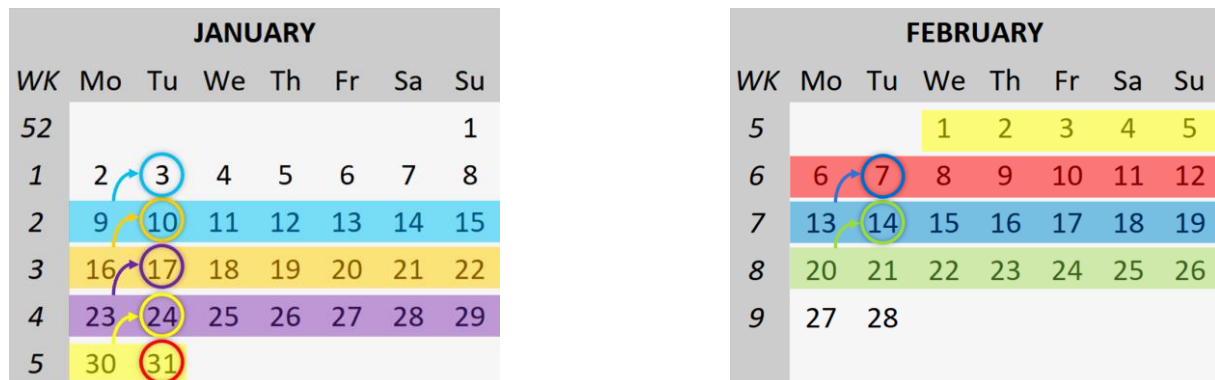 JANUARY
WK Mo Tu We Th Fr Sa Su
52 1
1 2 3 4 5 6 7 8
2 9 10 11 12 13 14 15
3 16 17 18 19 20 21 22
4 23 24 25 26 27 28 29
5 30 31
FEBRUARY
WK Mo Tu We Th Fr Sa Su
5 1 2 3 4 5
6 6 7 8 9 10 11 12
7 13 14 15 16 17 18 19
8 20 21 22 23 24 25 26
9 27 28